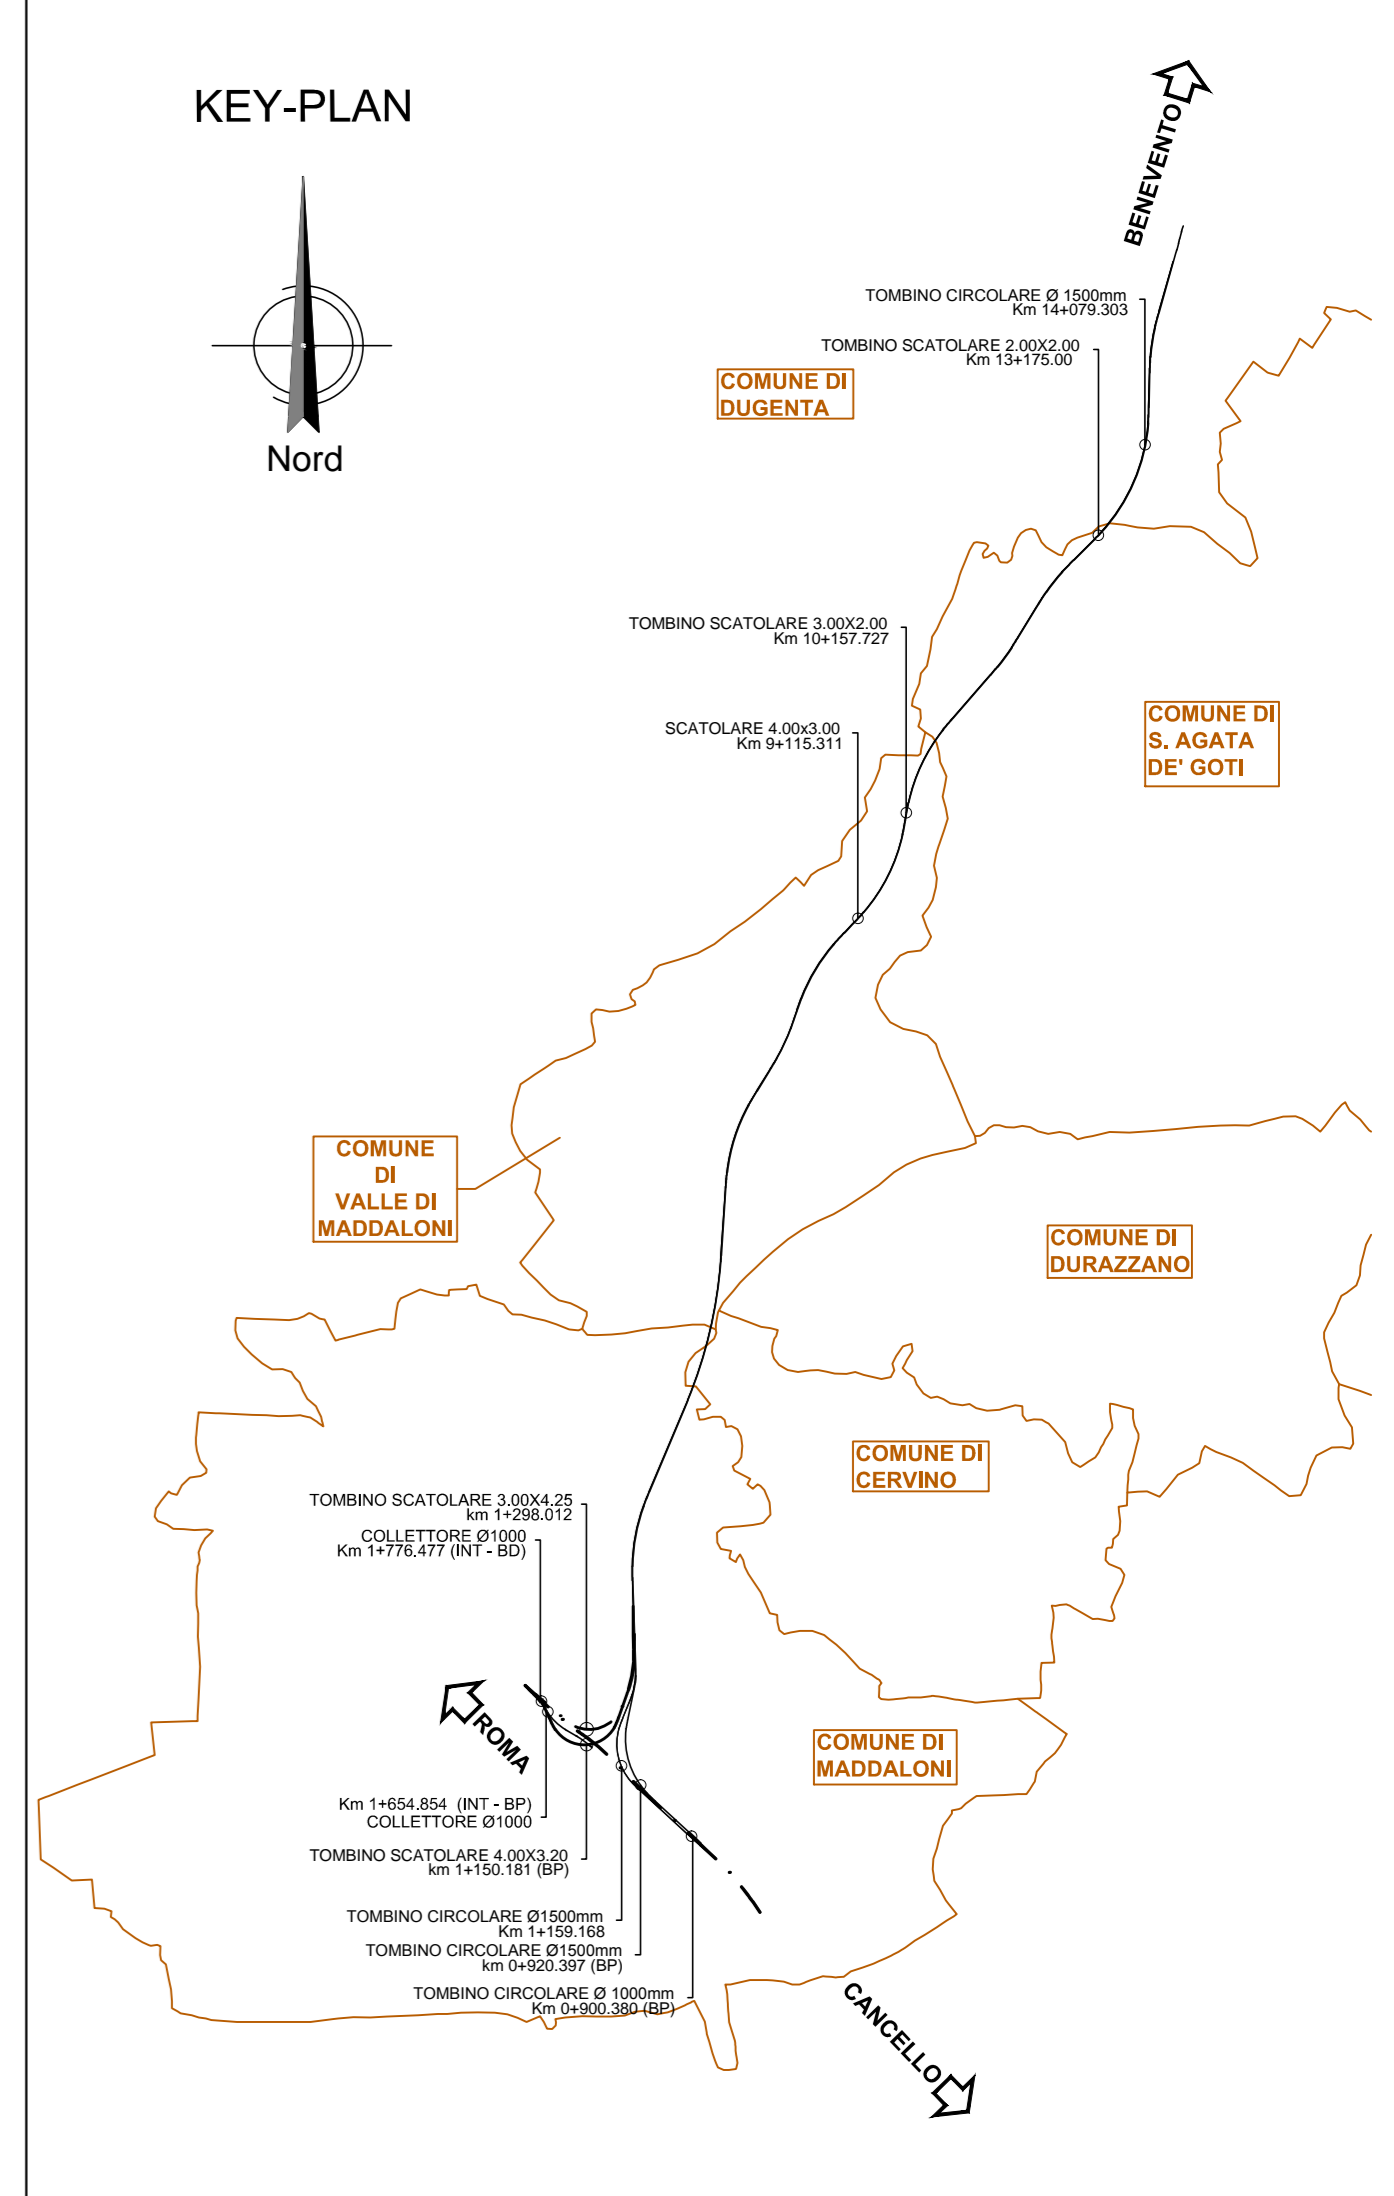 KEY-PLAN
Nord
BENEVENTO
TOMBINO CIRCOLARE Ø 1500mm
Km 14+079.303
TOMBINO SCATOLARE 2.00X2.00
Km 13+175.00
COMUNE DI
DUGENTA
TOMBINO SCATOLARE 3.00X2.00
Km 10+157.727
SCATOLARE 4.00x3.00
Km 9+115.311
COMUNE DI
S. AGATA
DE' GOTI
COMUNE
DI
VALLE DI
MADDALONI
COMUNE DI
DURAZZANO
COMUNE DI
CERVINO
TOMBINO SCATOLARE 3.00X4.25
km 1+298.012
COLLETTORE Ø1000
Km 1+776.477 (INT - BD)
ROMA
COMUNE DI
MADDALONI
Km 1+654.854 (INT - BP)
COLLETTORE Ø1000
TOMBINO SCATOLARE 4.00X3.20
km 1+150.181 (BP)
TOMBINO CIRCOLARE Ø1500mm
Km 1+159.168
TOMBINO CIRCOLARE Ø1500mm
km 0+920.397 (BP)
TOMBINO CIRCOLARE Ø 1000mm
Km 0+900.380 (BP)
CANCELLO